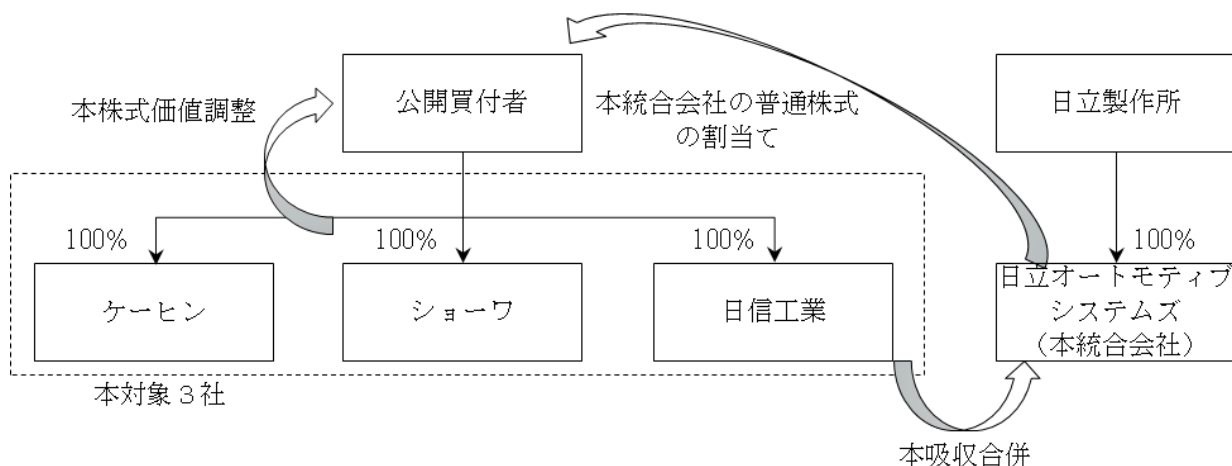 公開買付者
日立製作所
本株式価値調整
本統合会社の普通株式
の割当て
100%
100%
100%
100%
ケーヒン
ショーワ
日信工業
日立オートモティブ
システムズ
（本統合会社）
本対象３社
本吸収合併